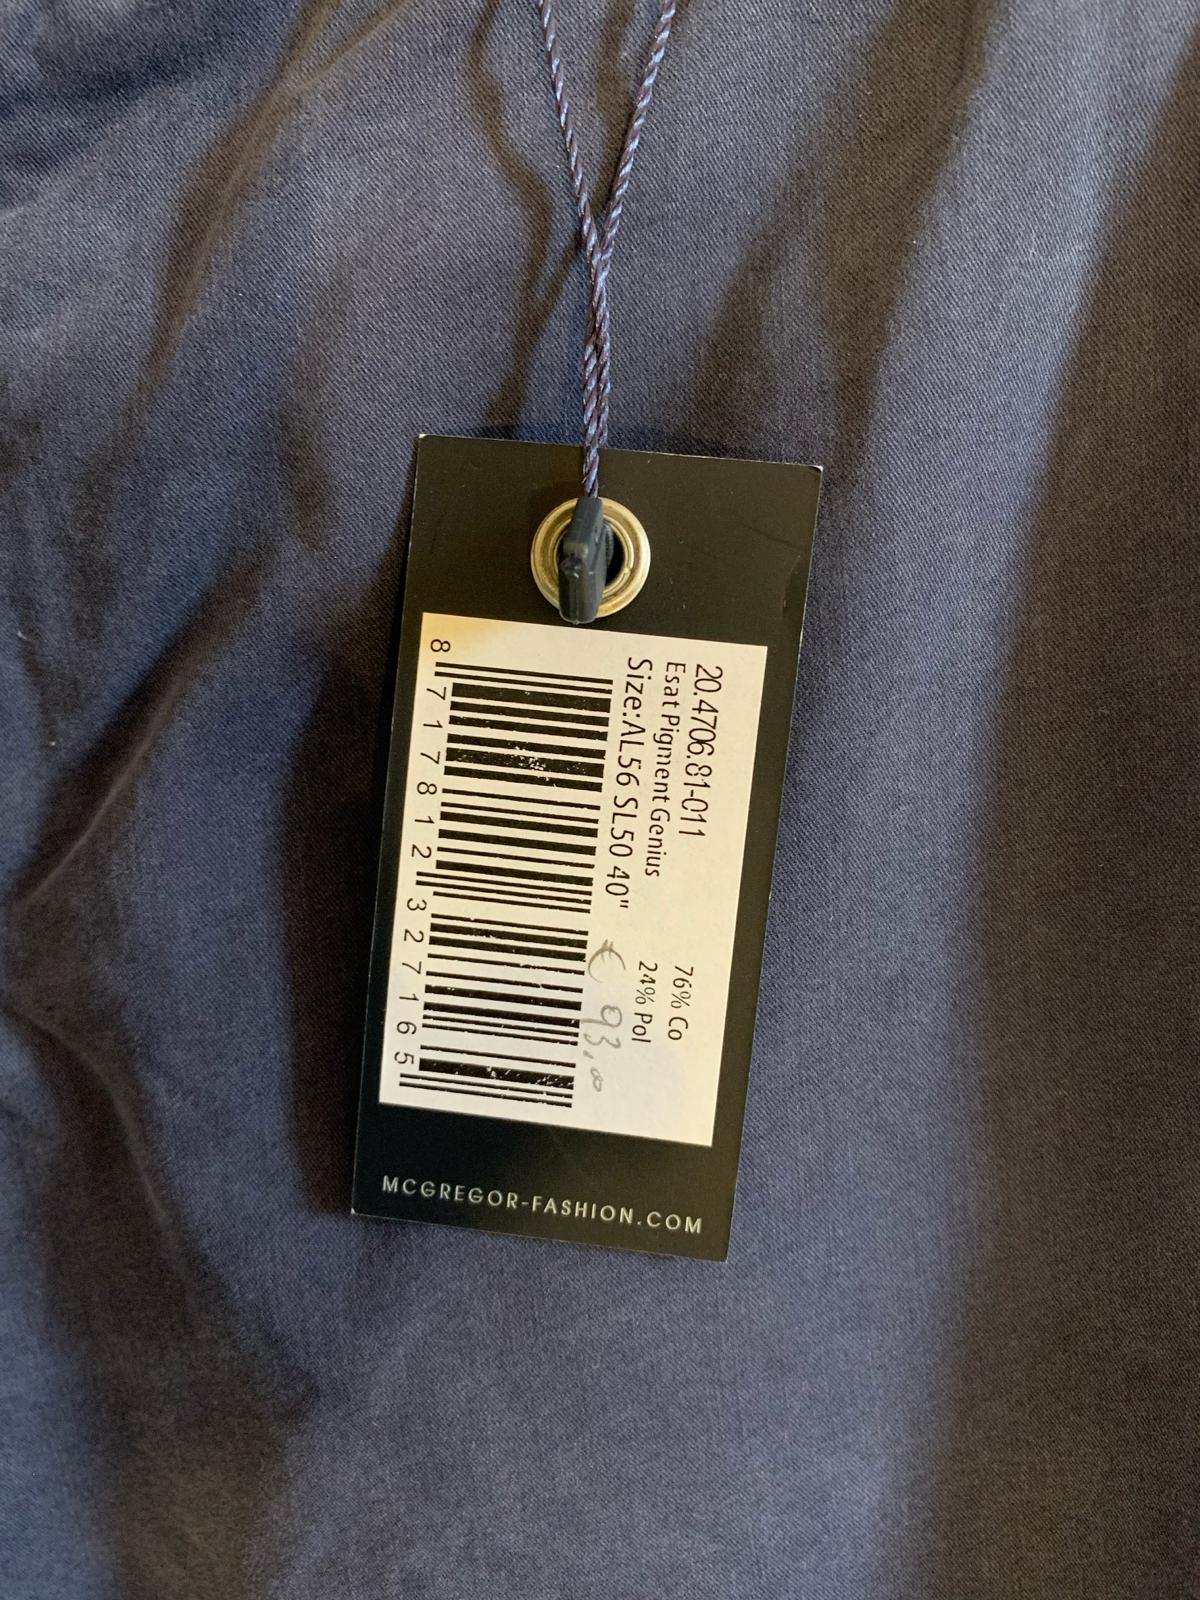 20.4706.81-011
Esat Pigment Genius
76% Co
Size:AL56 SL50 40"
24% Pol
€ 93,00
8 717812 327165
MCGREGOR-FASHION.COM